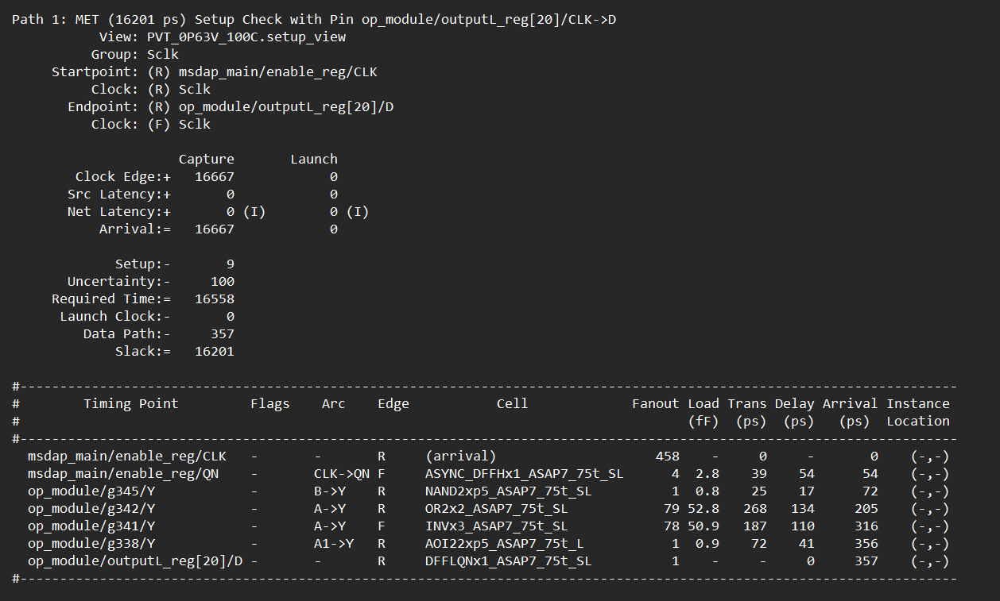 Path 1: MET (16201 ps) Setup Check with Pin op_module/outputL_reg[20]/CLK->D
           View: PVT_0P63V_100C.setup_view
          Group: Sclk
     Startpoint: (R) msdap_main/enable_reg/CLK
          Clock: (R) Sclk
       Endpoint: (R) op_module/outputL_reg[20]/D
          Clock: (F) Sclk

                     Capture       Launch
        Clock Edge:+   16667            0
       Src Latency:+       0            0
       Net Latency:+       0 (I)        0 (I)
           Arrival:=   16667            0

             Setup:-       9
       Uncertainty:-     100
     Required Time:=   16558
      Launch Clock:-       0
         Data Path:-     357
             Slack:=   16201

#----------------------------------------------------------------------------------------------------------------------
#        Timing Point         Flags    Arc    Edge           Cell             Fanout Load Trans Delay Arrival Instance
#                                                                                    (fF)  (ps)  (ps)   (ps)  Location
#----------------------------------------------------------------------------------------------------------------------
  msdap_main/enable_reg/CLK   -       -       R     (arrival)                    458    -     0     -       0    (-,-)
  msdap_main/enable_reg/QN    -       CLK->QN F     ASYNC_DFFHx1_ASAP7_75t_SL       4  2.8    39    54      54    (-,-)
  op_module/g345/Y            -       B->Y    R     NAND2xp5_ASAP7_75t_SL           1  0.8    25    17      72    (-,-)
  op_module/g342/Y            -       A->Y    R     OR2x2_ASAP7_75t_SL             79 52.8   268   134     205    (-,-)
  op_module/g341/Y            -       A->Y    F     INVx3_ASAP7_75t_SL             78 50.9   187   110     316    (-,-)
  op_module/g338/Y            -       A1->Y   R     AOI22xp5_ASAP7_75t_L            1  0.9    72    41     356    (-,-)
  op_module/outputL_reg[20]/D -       -       R     DFFLQNx1_ASAP7_75t_SL           1    -     -     0     357    (-,-)
#----------------------------------------------------------------------------------------------------------------------